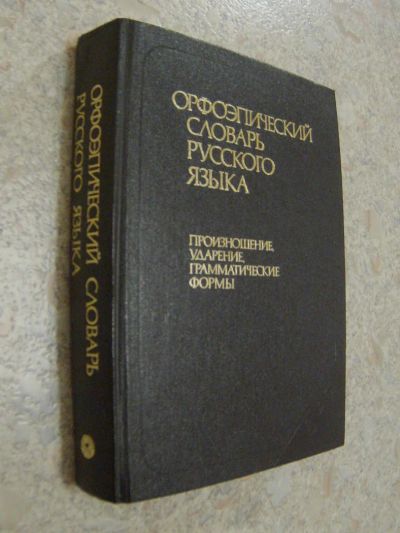 ОРФОЭПИЧЕСКИЙ
СЛОВАРЬ
РУССКОГО
ЯЗЫКА
ПРОИЗНОШЕНИЕ,
УДАРЕНИЕ,
ГРАММАТИЧЕСКИЕ
ФОРМЫ
ОРФОЭПИЧЕСКИЙ СЛОВАРЬ
РУССКОГО ЯЗЫКА